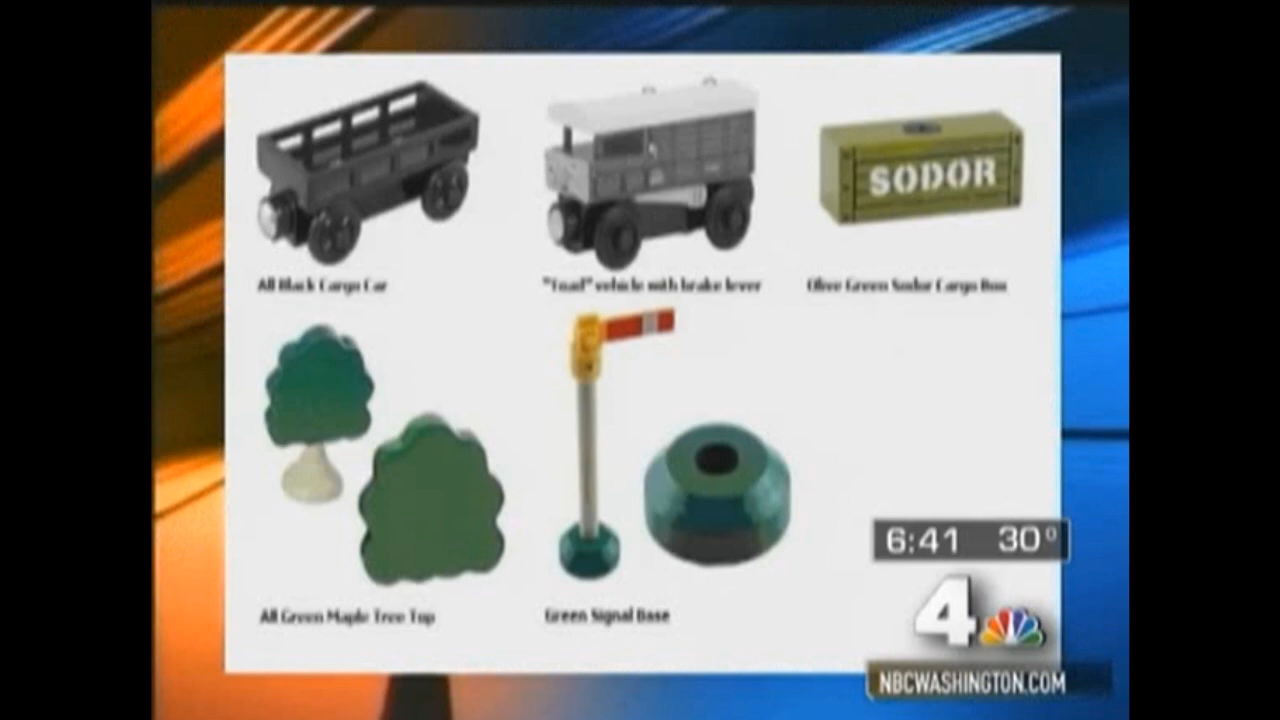 SODOR
All Black Cargo Car
"Toad" vehicle with brake lever
Olive Green Sodor Cargo Box
All Green Maple Tree Top
Green Signal Base
6:41 30°
4
NBCWASHINGTON.COM